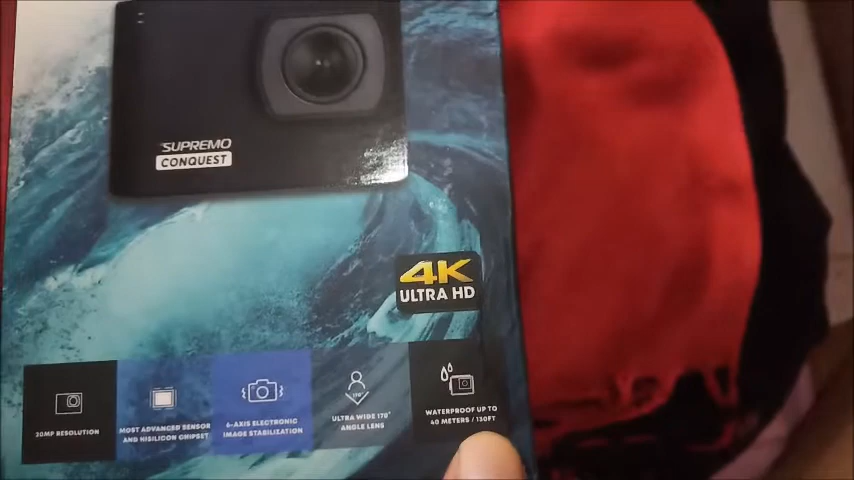 SUPREMO
CONQUEST
4K
ULTRA HD
20MP RESOLUTION
MOST ADVANCED SENSOR
AND HISILICON CHIPSET
6-AXIS ELECTRONIC
IMAGE STABILIZATION
170°
ULTRA WIDE 170°
ANGLE LENS
WATERPROOF UP TO
40 METERS / 130FT